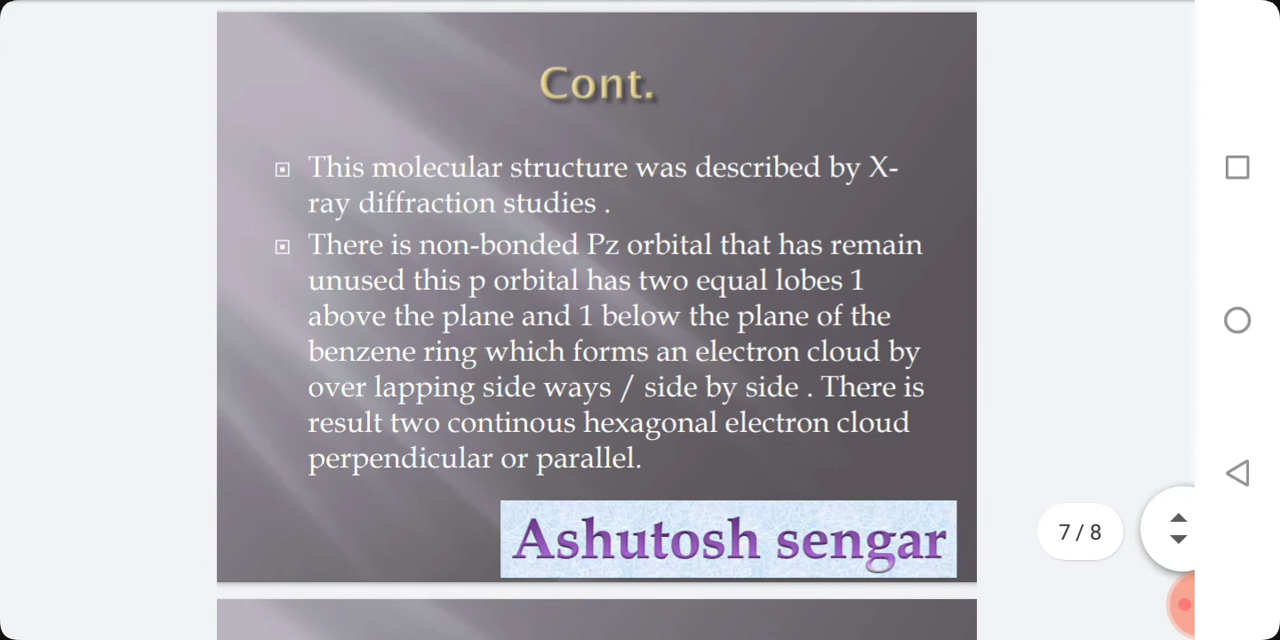 Cont.
This molecular structure was described by X-
ray diffraction studies .
There is non-bonded Pz orbital that has remain
unused this p orbital has two equal lobes 1
above the plane and 1 below the plane of the
benzene ring which forms an electron cloud by
over lapping side ways / side by side . There is
result two continous hexagonal electron cloud
perpendicular or parallel.
Ashutosh sengar
7 / 8